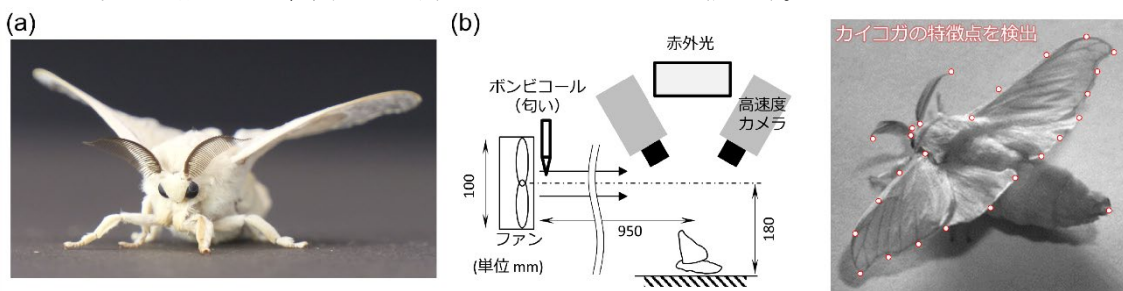 (a)
(b)
赤外光
ボンビコール
（匂い）
高速度
カメラ
100
ファン
950
180
(単位 mm)
カイコガの特徴点を検出